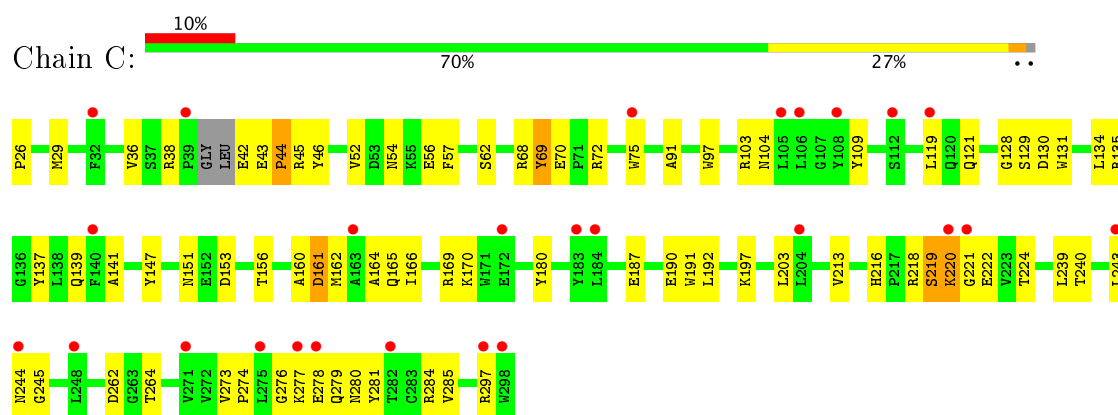 10%
Chain C:
70% 27% • •
P26 M29 F32 V36 S37 R38 P39 GLY LEU E42 E43 P44 R45 Y46 V52 D53 N54 K55 E56 F57 S62 R68 Y69 E70 P71 R72 W75 A91 W97 R103 N104 L105 L106 G107 Y108 Y109 S112 L119 Q120 Q121 G128 S129 D130 W131 L134 R135
G136 Y137 L138 Q139 F140 A141 Y147 N151 E152 D153 T156 A160 D161 M162 A163 A164 Q165 I166 R169 K170 W171 E172 Y180 Y183 L184 E187 E190 W191 L192 K197 L203 L204 V213 H216 P217 R218 S219 K220 G221 E222 V223 T224 L239 T240 L243
N244 G245 L248 D262 G263 T264 V271 V272 V273 P274 L275 G276 K277 E278 Q279 N280 Y281 T282 C283 R284 V285 R297 W298